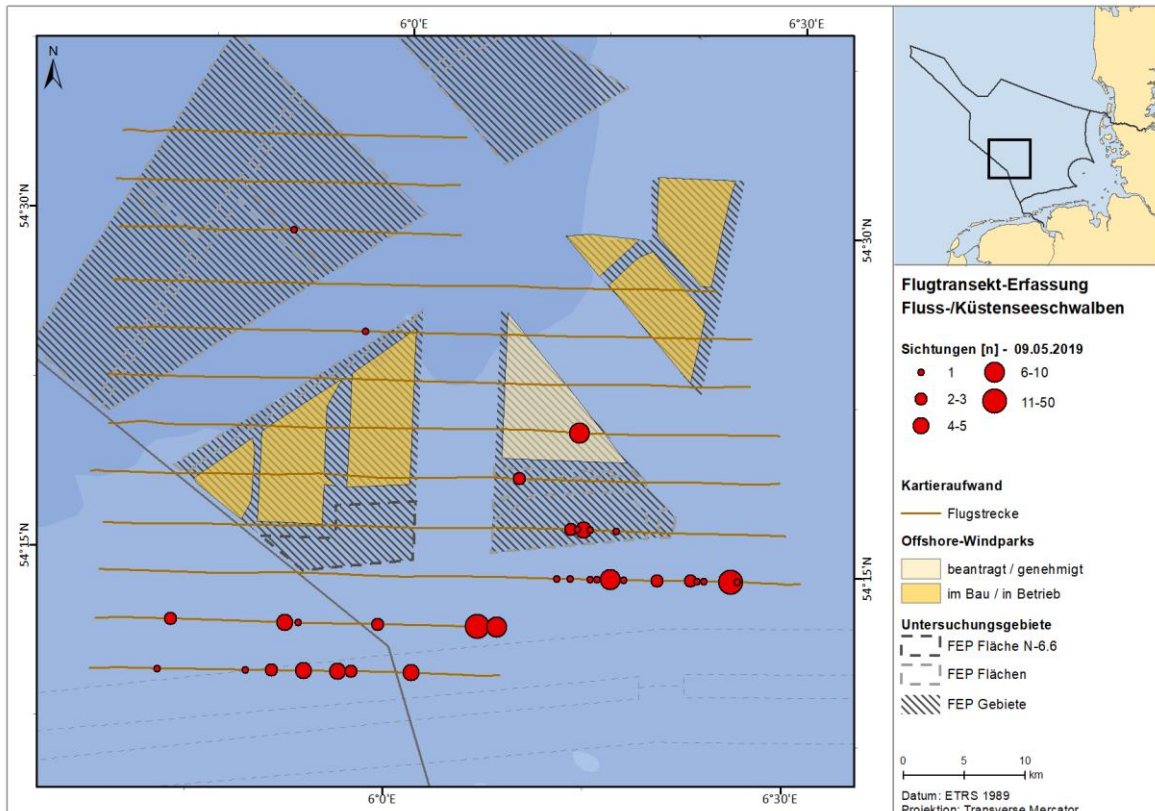 6°0'E
6°30'E
N
54°30'N
54°30'N
54°15'N
54°15'N
6°0'E
6°30'E
Flugtransekt-Erfassung
Fluss-/Küstenseeschwalben
Sichtungen [n] - 09.05.2019
1
6-10
2-3
11-50
4-5
Kartieraufwand
Flugstrecke
Offshore-Windparks
beantragt / genehmigt
im Bau / in Betrieb
Untersuchungsgebiete
FEP Fläche N-6.6
FEP Flächen
FEP Gebiete
0 5 10
km
Datum: ETRS 1989
Projektion: Transverse Mercator